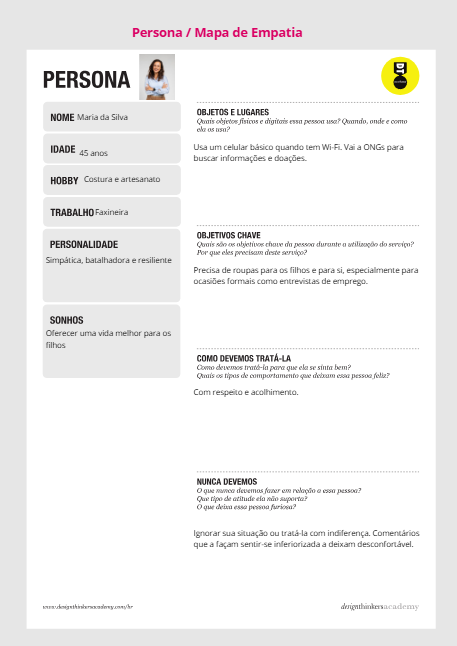 Persona / Mapa de Empatia
PERSONA
NOME Maria da Silva
IDADE 45 anos
HOBBY Costura e artesanato
TRABALHO Faxineira
PERSONALIDADE
Simpática, batalhadora e resiliente
SONHOS
Oferecer uma vida melhor para os
filhos
OBJETOS E LUGARES
Quais objetos físicos e digitais essa pessoa usa? Quando, onde e como
ela os usa?
Usa um celular básico quando tem Wi-Fi. Vai a ONGs para
buscar informações e doações.
OBJETIVOS CHAVE
Quais são os objetivos chave da pessoa durante a utilização do serviço?
Por que eles precisam deste serviço?
Precisa de roupas para os filhos e para si, especialmente para
ocasiões formais como entrevistas de emprego.
COMO DEVEMOS TRATÁ-LA
Como devemos tratá-la para que ela se sinta bem?
Quais os tipos de comportamento que deixam essa pessoa feliz?
Com respeito e acolhimento.
NUNCA DEVEMOS
O que nunca devemos fazer em relação a essa pessoa?
Que tipo de atitude ela não suporta?
O que deixa essa pessoa furiosa?
Ignorar sua situação ou tratá-la com indiferença. Comentários
que a façam sentir-se inferiorizada a deixam desconfortável.
www.designthinkersacademy.com/br
designthinkersacademy